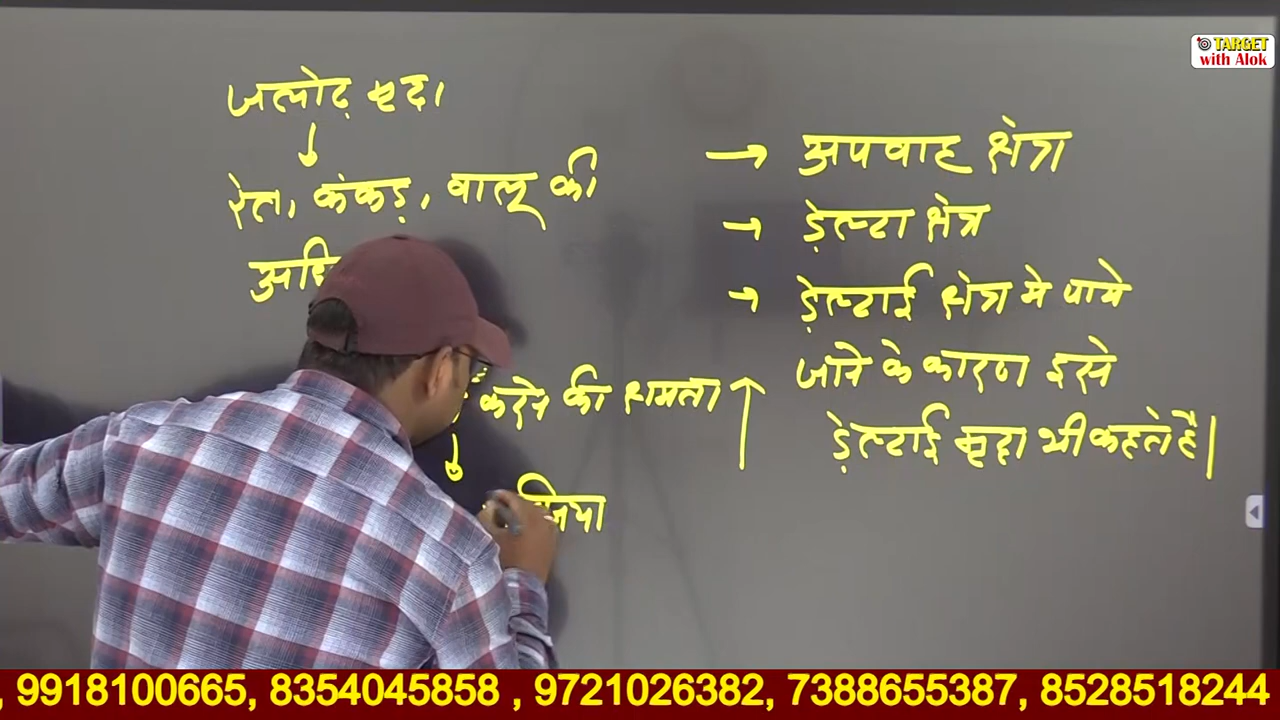 जलोढ़ मृदा
रेत, कंकड़, बालू की
करने की क्षमता
→ अपवाह क्षेत्र
→ डे़ल्टा क्षेत्र
→ डे़ल्टाई क्षेत्र मे पाये
जाने के कारण इसे
डे़ल्टाई मृदा भी कहते है।
TARGET
with Alok
, 9918100665, 8354045858 , 9721026382, 7388655387, 8528518244